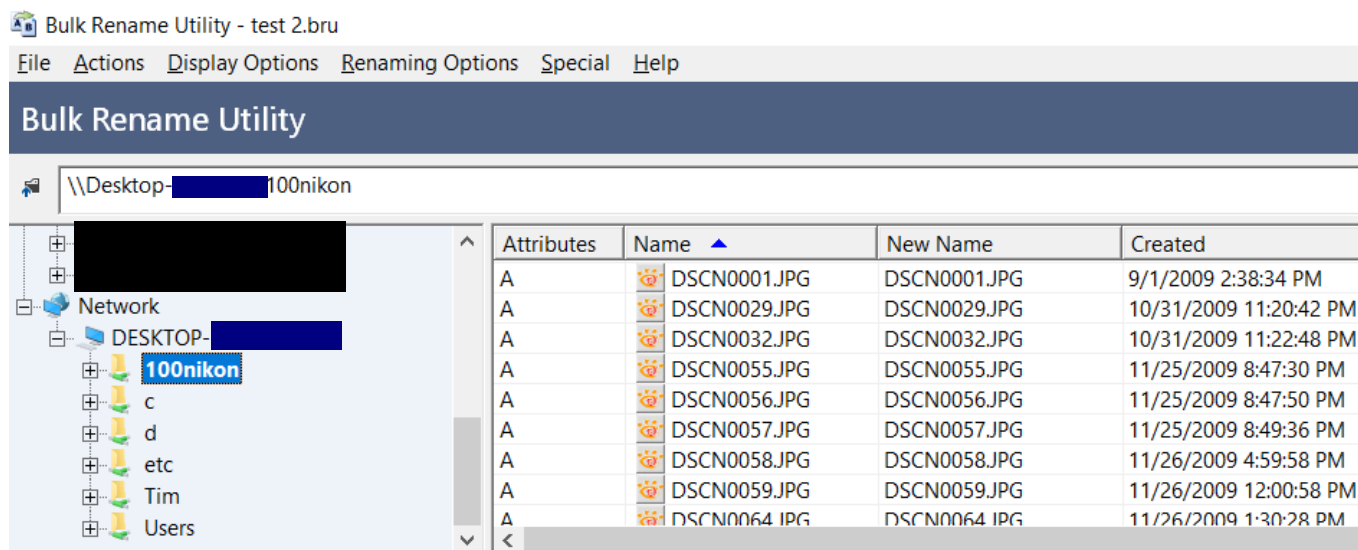 Bulk Rename Utility - test 2.bru
File Actions Display Options Renaming Options Special Help
Bulk Rename Utility
\\Desktop- 100nikon
Attributes Name New Name Created
A DSCN0001.JPG DSCN0001.JPG 9/1/2009 2:38:34 PM
A DSCN0029.JPG DSCN0029.JPG 10/31/2009 11:20:42 PM
A DSCN0032.JPG DSCN0032.JPG 10/31/2009 11:22:48 PM
A DSCN0055.JPG DSCN0055.JPG 11/25/2009 8:47:30 PM
A DSCN0056.JPG DSCN0056.JPG 11/25/2009 8:47:50 PM
A DSCN0057.JPG DSCN0057.JPG 11/25/2009 8:49:36 PM
A DSCN0058.JPG DSCN0058.JPG 11/26/2009 4:59:58 PM
A DSCN0059.JPG DSCN0059.JPG 11/26/2009 12:00:58 PM
A DSCN0064.JPG DSCN0064.JPG 11/26/2009 1:30:28 PM
Network
DESKTOP-
100nikon
c
d
etc
Tim
Users